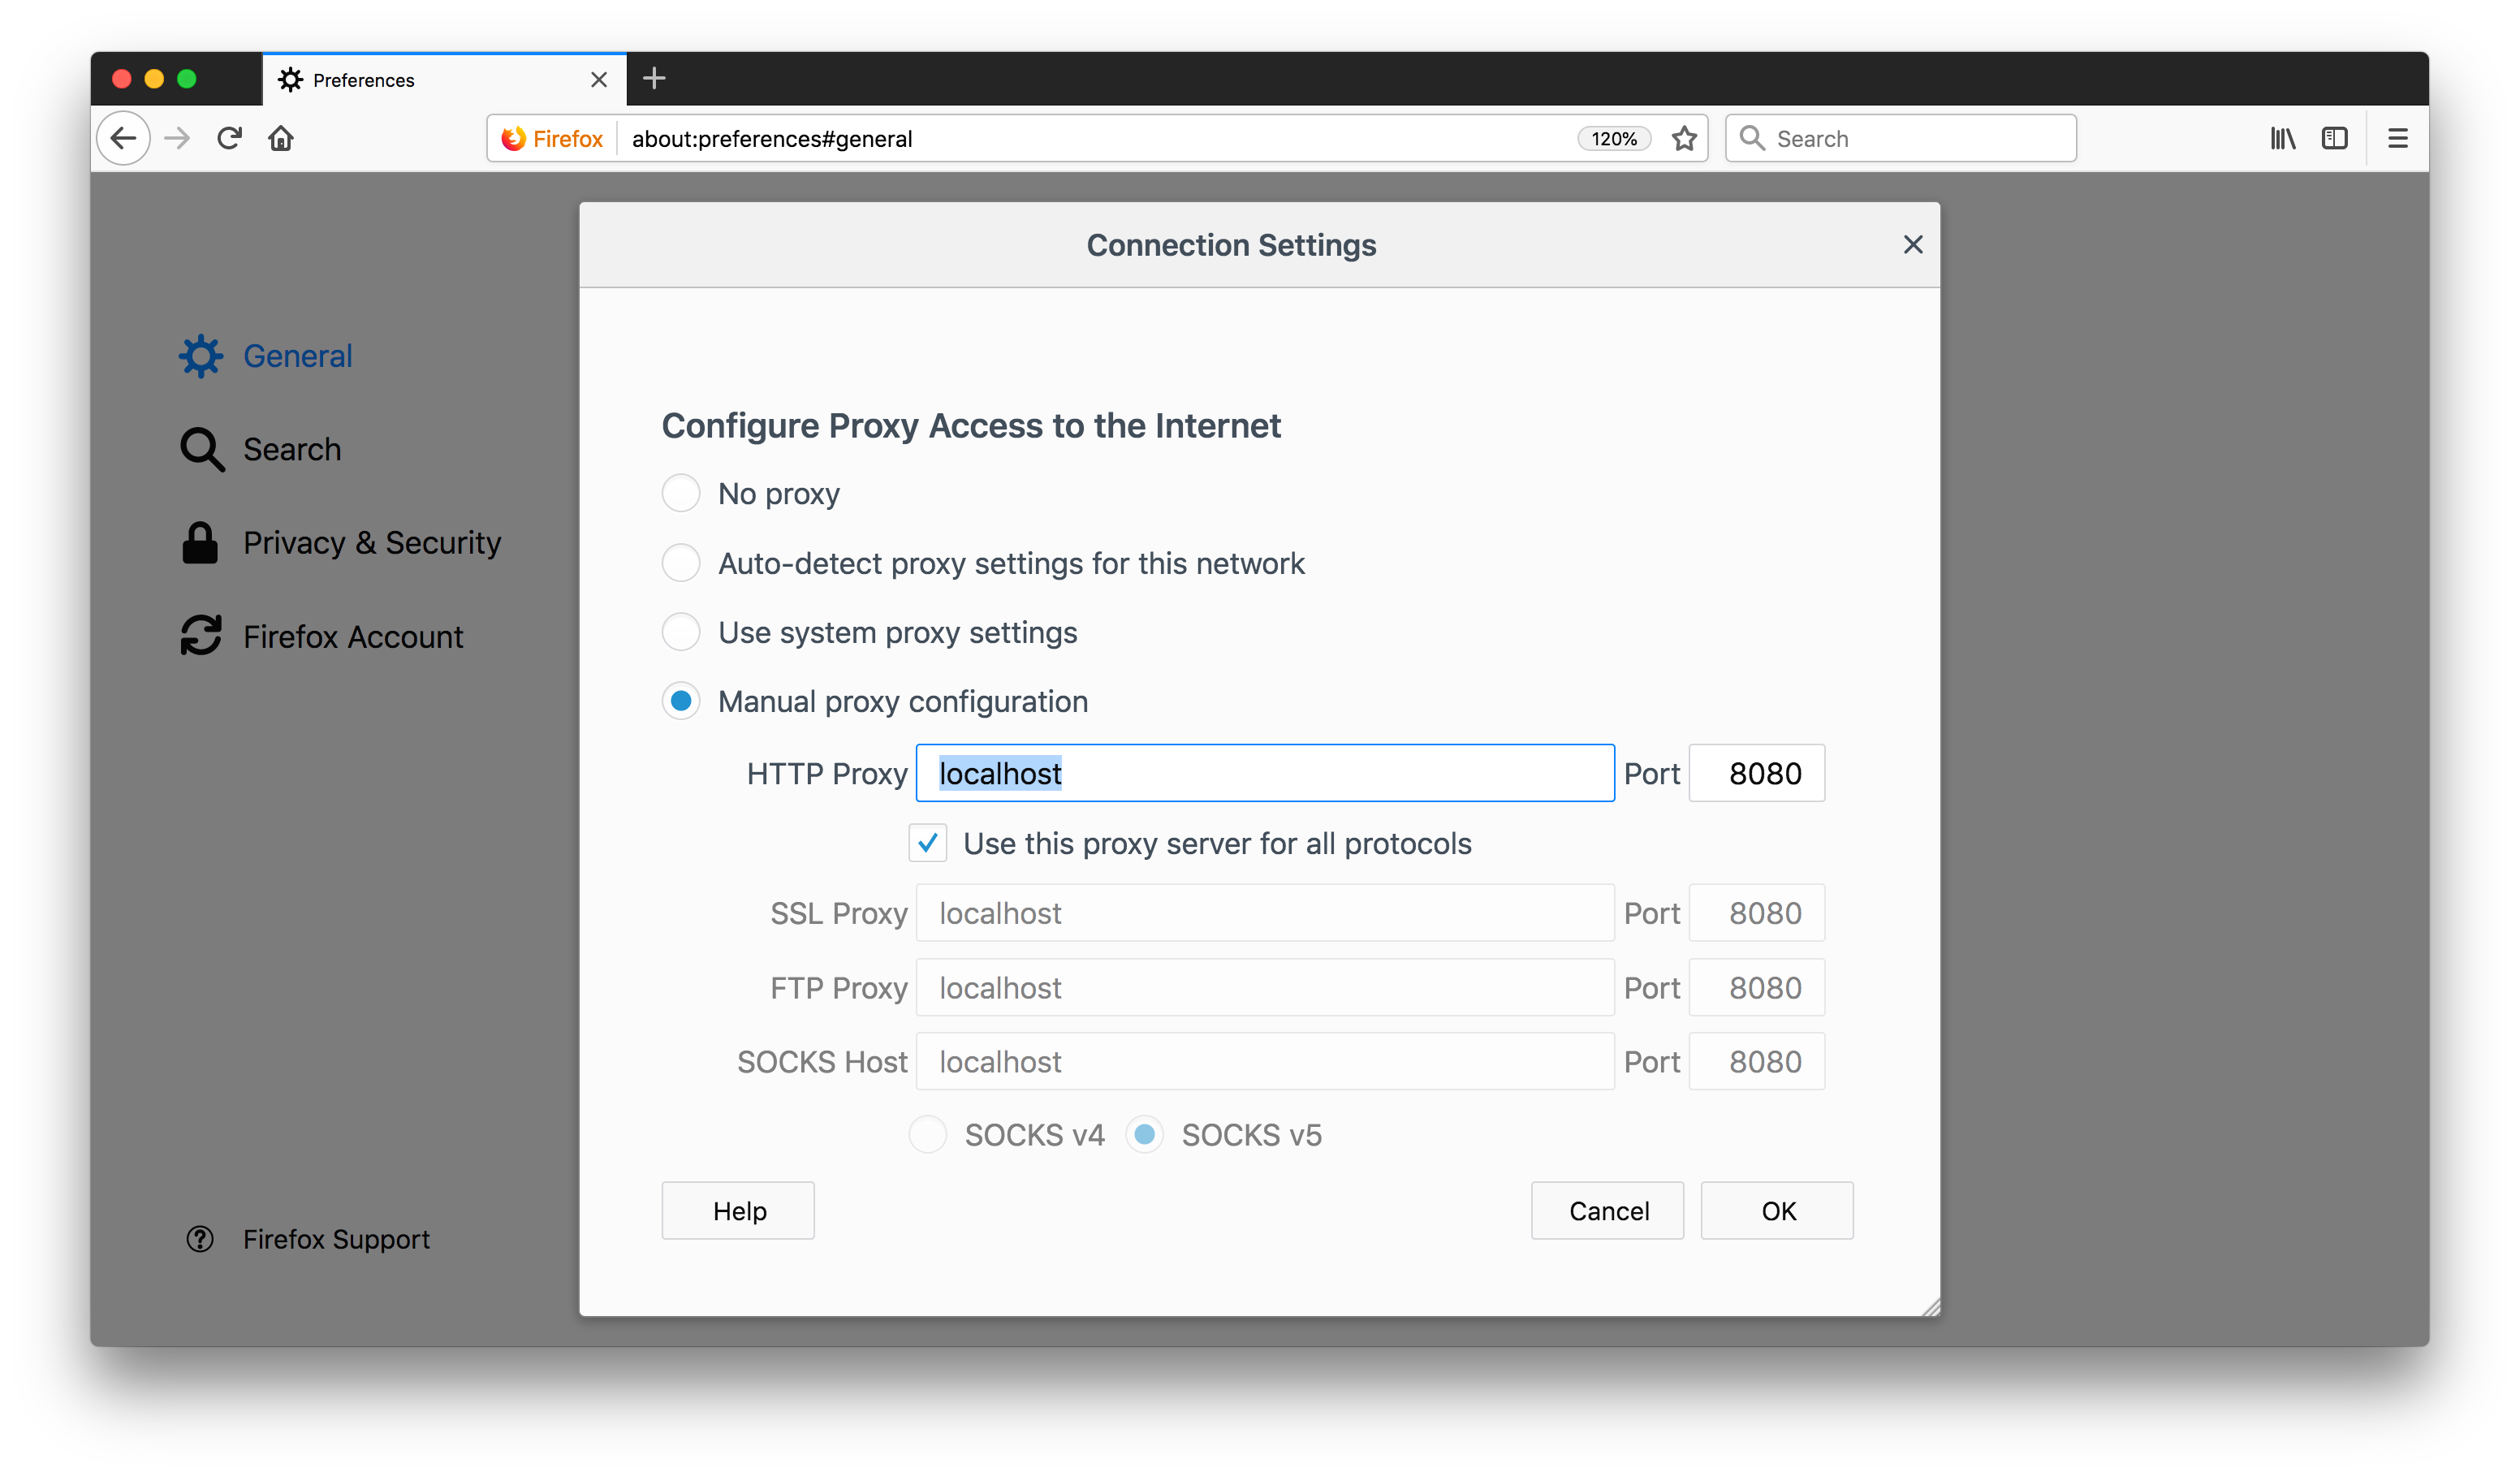 Preferences
Firefox about:preferences#general 120% Search
Connection Settings
General
Search
Privacy & Security
Firefox Account
Firefox Support
Configure Proxy Access to the Internet
No proxy
Auto-detect proxy settings for this network
Use system proxy settings
Manual proxy configuration
HTTP Proxy localhost Port 8080
Use this proxy server for all protocols
SSL Proxy localhost Port 8080
FTP Proxy localhost Port 8080
SOCKS Host localhost Port 8080
SOCKS v4 SOCKS v5
Help Cancel OK